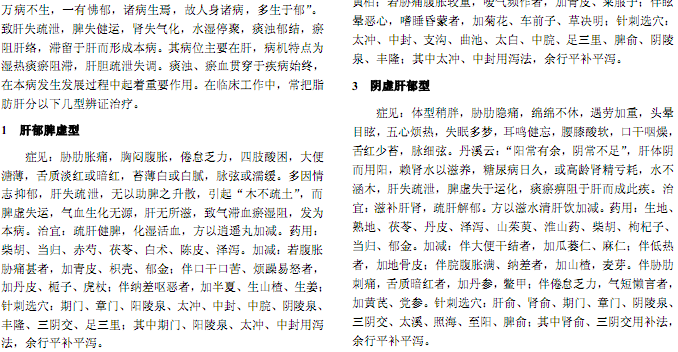 万病不生，一有怫郁，诸病生焉，故人身诸病，多生于郁”。
致肝失疏泄，脾失健运，肾失气化，水湿停聚，痰浊郁结，瘀
阻肝络，滞留于肝而形成本病。其病位主要在肝，病机特点为
湿热痰瘀阻滞，肝胆疏泄失调。痰浊、瘀血贯穿于疾病始终，
在本病发生发展过程中起着重要作用。在临床工作中，常把脂
肪肝分以下几型辨证治疗。
1 肝郁脾虚型
症见：胁肋胀痛，胸闷腹胀，倦怠乏力，四肢酸困，大便
溏薄，舌质淡红或暗红，苔薄白或白腻，脉弦或濡缓。多因情
志抑郁，肝失疏泄，无以助脾之升散，引起“木不疏土”，而
脾虚失运，气血生化无源，肝无所滋，致气滞血瘀湿阻，发为
本病。治宜：疏肝健脾，化湿活血，方以逍遥丸加减。药用：
柴胡、当归、赤芍、茯苓、白术、陈皮、泽泻。加减：若腹胀
胁痛甚者，加青皮、枳壳、郁金；伴口干口苦、烦躁易怒者，
加丹皮、栀子、虎杖；伴纳差呕恶者，加半夏、生山楂、生姜；
针刺选穴：期门、章门、阳陵泉、太冲、中封、中脘、阴陵泉、
丰隆、三阴交、足三里；其中期门、阳陵泉、太冲、中封用泻
法，余行平补平泻。
黄柏；若胁痛腹胀较重，嗳气频作者，加青皮、莱菔子；伴眩
晕恶心，嗜睡昏蒙者，加菊花、车前子、草决明；针刺选穴：
太冲、中封、支沟、曲池、太白、中脘、足三里、脾俞、阴陵
泉、丰隆；其中太冲、中封用泻法，余行平补平泻。
3 阴虚肝郁型
症见：体型稍胖，胁肋隐痛，绵绵不休，遇劳加重，头晕
目眩，五心烦热，失眠多梦，耳鸣健忘，腰膝酸软，口干咽燥，
舌红少苔，脉细弦。丹溪云：“阳常有余，阴常不足”，肝体阴
而用阳，赖肾水以滋养，糖尿病日久，或高龄肾精亏耗，水不
涵木，肝失疏泄，脾虚失于运化，痰瘀瘀阻于肝而成此疾。治
宜：滋补肝肾，疏肝解郁。方以滋水清肝饮加减。药用：生地、
熟地、茯苓、丹皮、泽泻、山茱萸、淮山药、柴胡、枸杞子、
当归、郁金。加减：伴大便干结者，加瓜蒌仁、麻仁；伴低热
者，加地骨皮；伴脘腹胀满、纳差者，加山楂，麦芽。伴胁肋
刺痛，舌质暗红者，加丹参，鳖甲；伴倦怠乏力，气短懒言者，
加黄芪、党参。针刺选穴：肝俞、肾俞、期门、章门、阴陵泉、
三阴交、太溪、照海、至阳、脾俞；其中肾俞、三阴交用补法，
余行平补平泻。